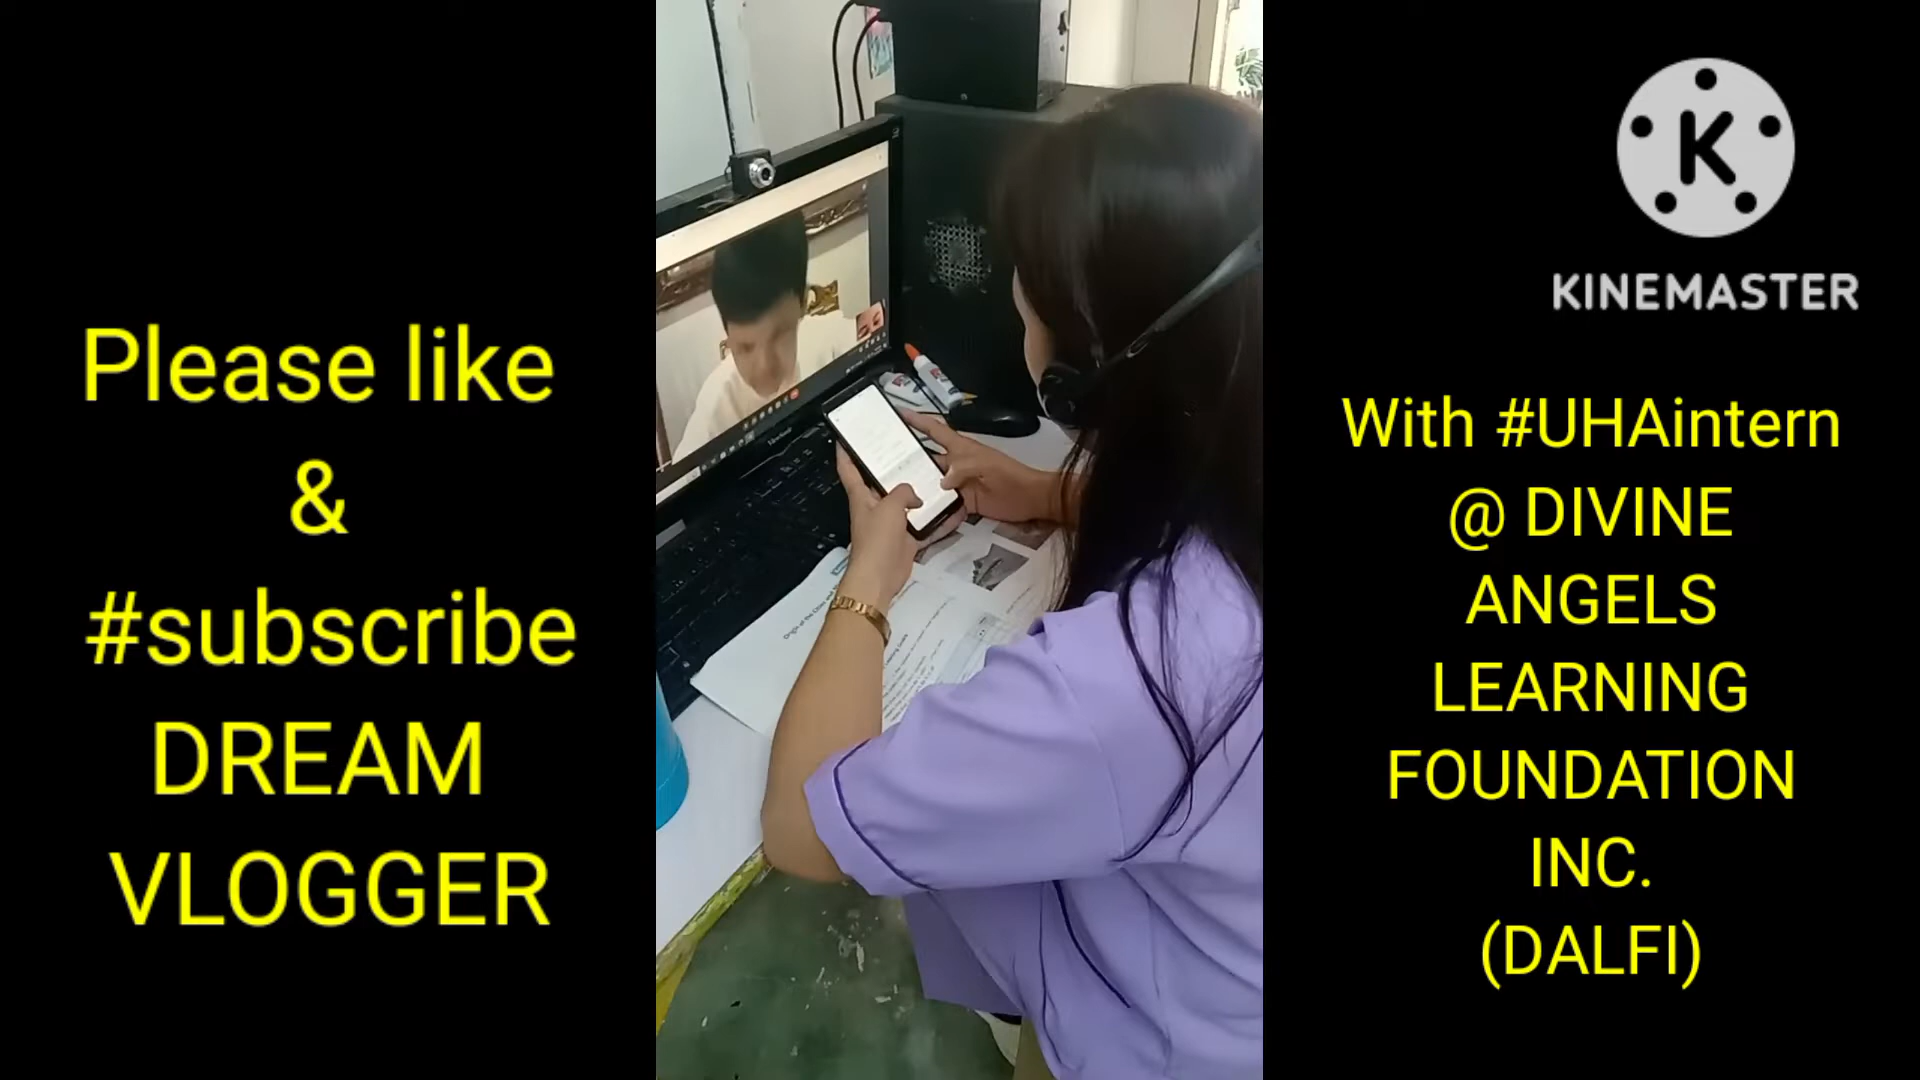 Please like
&
#subscribe
DREAM
VLOGGER
KINEMASTER
With #UHAintern
@ DIVINE
ANGELS
LEARNING
FOUNDATION
INC.
(DALFI)